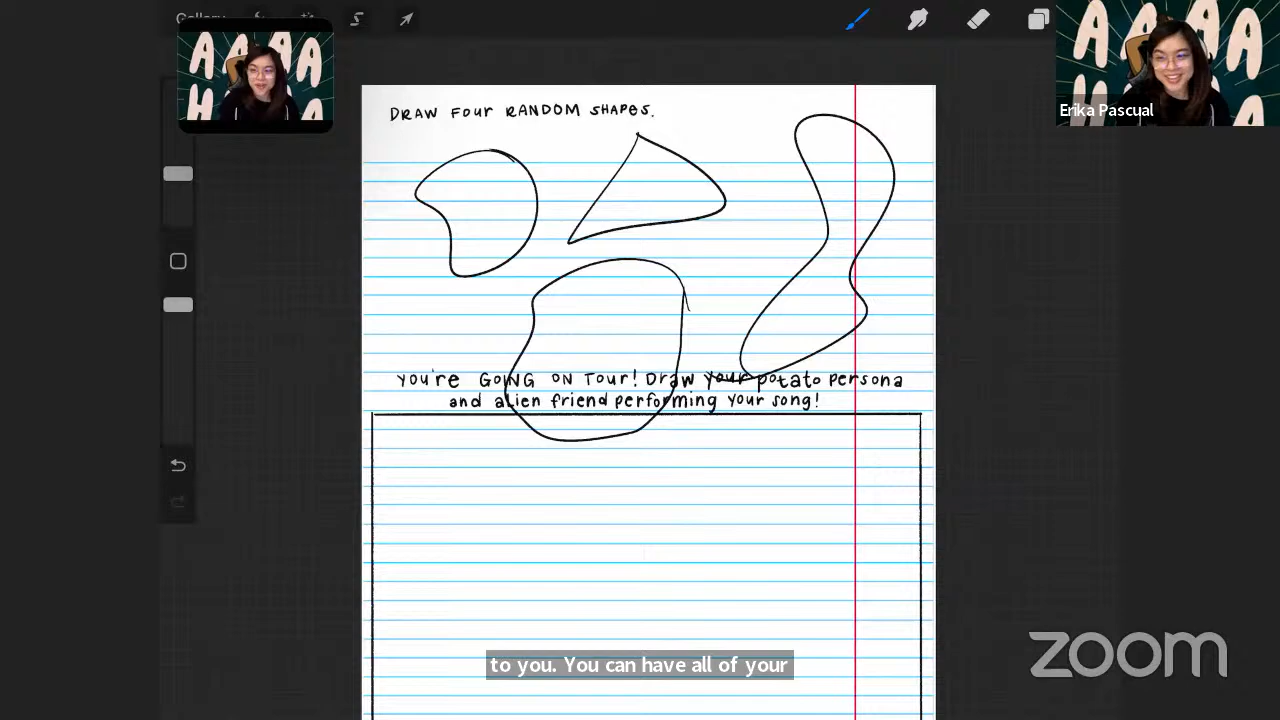 Gallery
A A A A
H A
A A A A
H A
Erika Pascual
DRAW FOUR RANDOM SHAPES.
You're GoING ON Tour! Draw your potato persona
and alien friend performing your song!
to you. You can have all of your
zoom